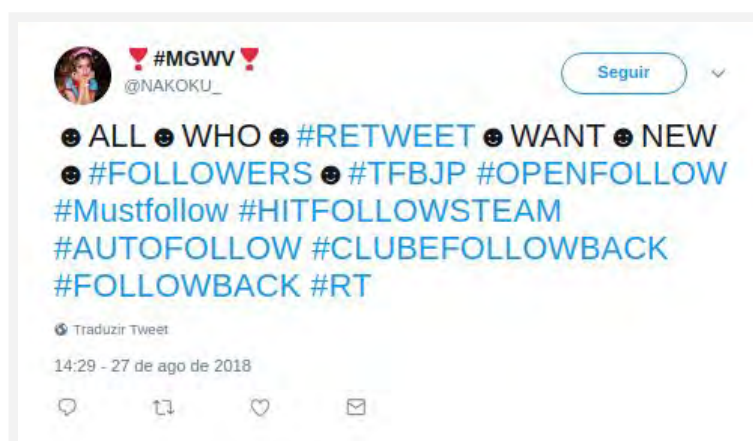 ❣#MGWV❣
@NAKOKU_
Seguir
☻ALL☻WHO☻#RETWEET☻WANT☻NEW
☻#FOLLOWERS☻#TFBJP #OPENFOLLOW
#Mustfollow #HITFOLLOWSTEAM
#AUTOFOLLOW #CLUBEFOLLOWBACK
#FOLLOWBACK #RT
Traduzir Tweet
14:29 - 27 de ago de 2018